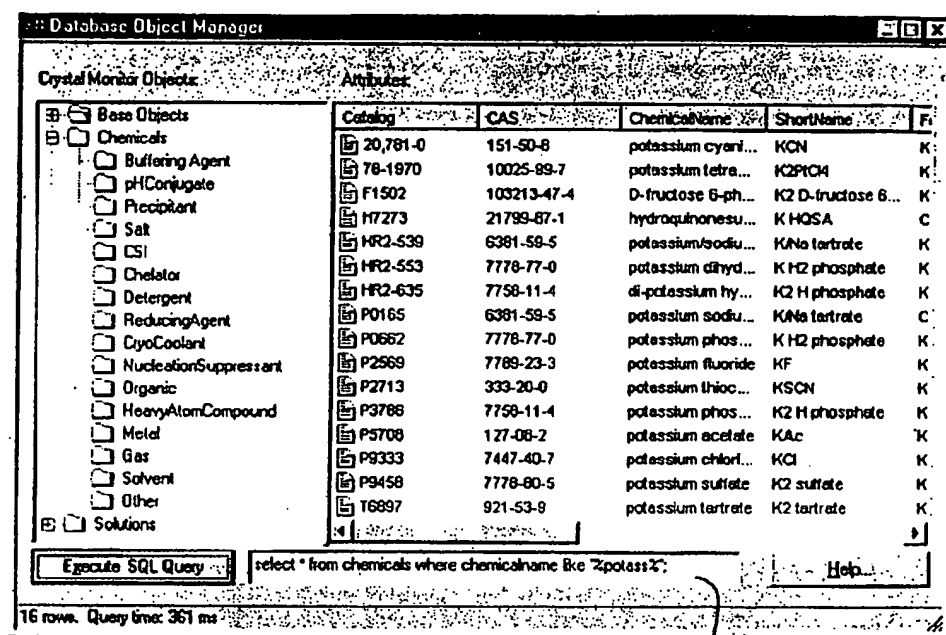 Database Object Manager
Crystal Monitor Objects:
Attributes:
Base Objects
Chemicals
Buffering Agent
pHConjugate
Precipitant
Salt
CSI
Chelator
Detergent
ReducingAgent
CryoCoolant
NucleationSuppressant
Organic
HeavyAtomCompound
Metal
Gas
Solvent
Other
Solutions
Catalog CAS ChemicalName ShortName
20,781-0 151-50-8 potassium cyani... KCN K
78-1970 10025-99-7 potassium tetra... K2PtCl4 K
F1502 103213-47-4 D-fructose 6-ph... K2 D-fructose 6... K
H7273 21799-87-1 hydroquinonesu... K HQSA C
HR2-539 6381-59-5 potassium/sodiu... K/Na tartrate K
HR2-553 7778-77-0 potassium dihyd... K H2 phosphate K
HR2-635 7758-11-4 di-potassium hy... K2 H phosphate K
P0165 6381-59-5 potassium sodiu... K/Na tartrate C
P0662 7778-77-0 potassium phos... K H2 phosphate K
P2569 7789-23-3 potassium fluoride KF K
P2713 333-20-0 potassium thioc... KSCN K
P3786 7758-11-4 potassium phos... K2 H phosphate K
P5708 127-08-2 potassium acetate KAc K
P9333 7447-40-7 potassium chlori... KCl K
P9458 7778-80-5 potassium sulfate K2 sulfate K
T6897 921-53-9 potassium tartrate K2 tartrate K
Execute SQL Query
select * from chemicals where chemicalname like "%potass%";
Help...
16 rows. Query time: 361 ms